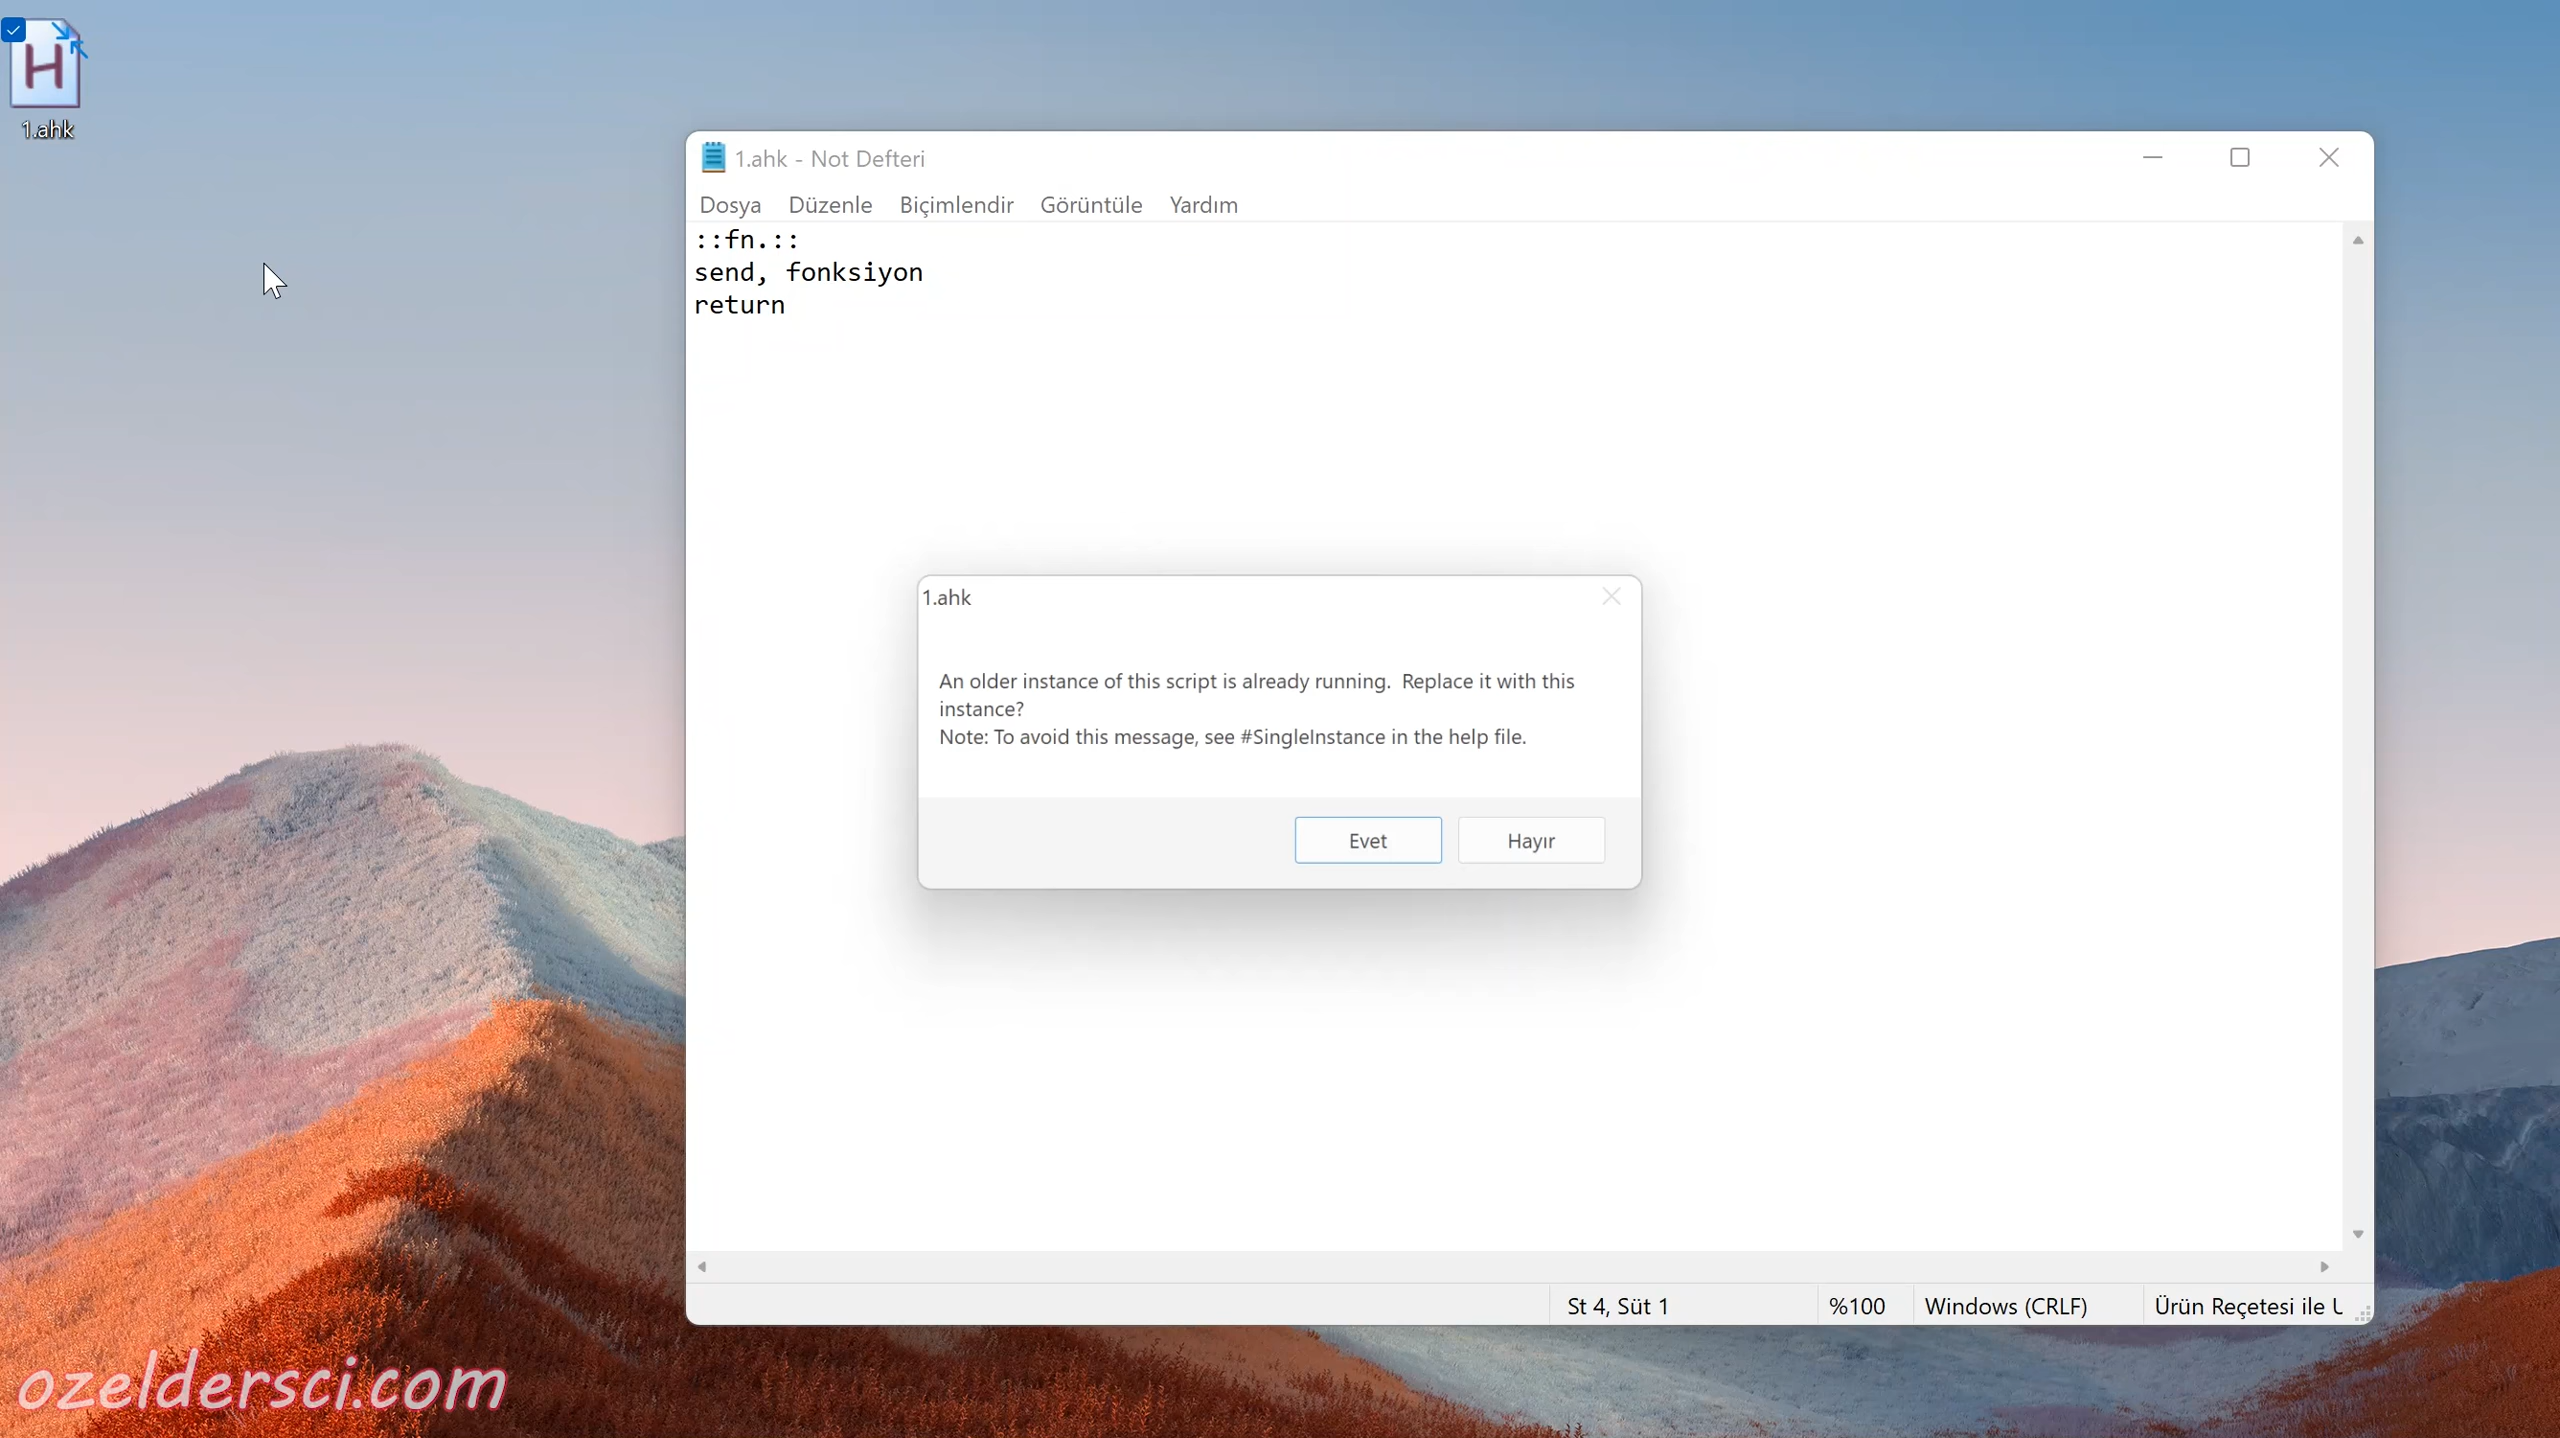 H
1.ahk
1.ahk - Not Defteri
Dosya Düzenle Biçimlendir Görüntüle Yardım
::fn.::
send, fonksiyon
return
1.ahk
An older instance of this script is already running. Replace it with this
instance?
Note: To avoid this message, see #SingleInstance in the help file.
Evet Hayır
St 4, Süt 1 %100 Windows (CRLF) Ürün Reçetesi ile U
ozeldersci.com